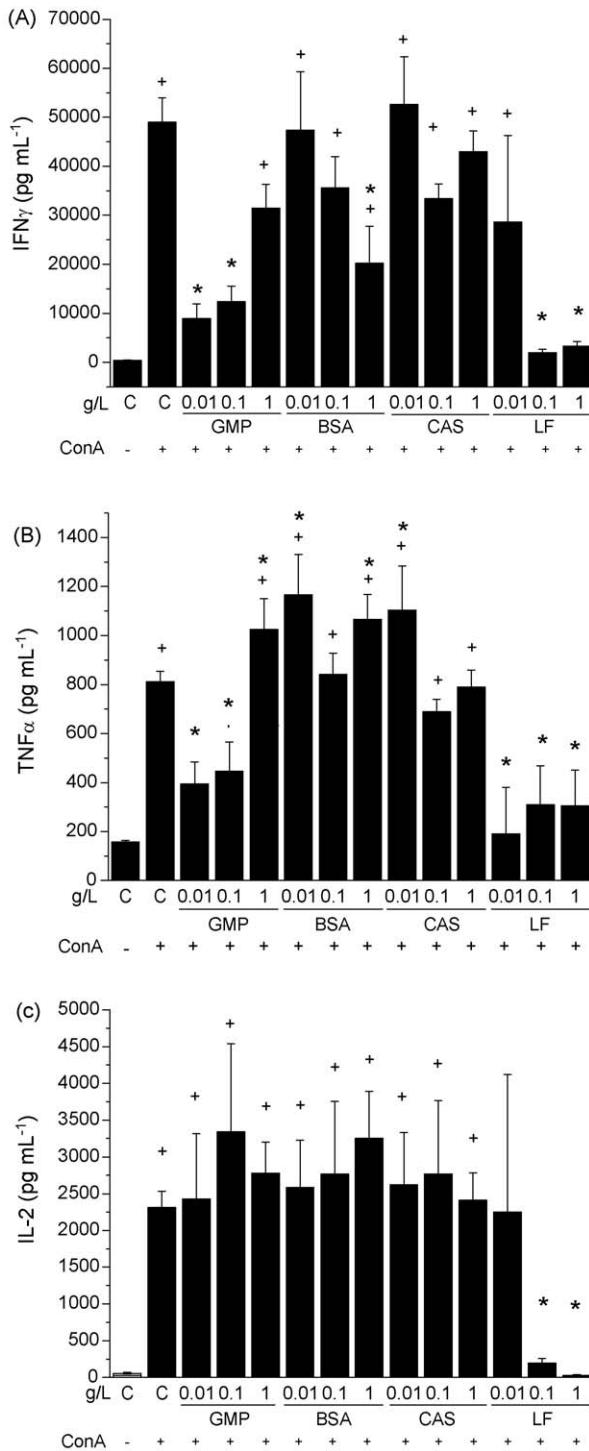 (A)
70000
60000
50000
40000
30000
20000
10000
0
IFNγ (pg mL⁻¹)
+ * * + + + * + + + + + * *
g/L C C 0.01 0.1 1 0.01 0.1 1 0.01 0.1 1 0.01 0.1 1
GMP BSA CAS LF
ConA - + + + + + + + + + + + + +
(B)
1400
1200
1000
800
600
400
200
0
TNFα (pg mL⁻¹)
+ * * * + * + + * + * + + + * * *
g/L C C 0.01 0.1 1 0.01 0.1 1 0.01 0.1 1 0.01 0.1 1
GMP BSA CAS LF
ConA - + + + + + + + + + + + + +
(c)
5000
4500
4000
3500
3000
2500
2000
1500
1000
500
0
IL-2 (pg mL⁻¹)
+ + + + + + + + + + * *
g/L C C 0.01 0.1 1 0.01 0.1 1 0.01 0.1 1 0.01 0.1 1
GMP BSA CAS LF
ConA - + + + + + + + + + + + + +